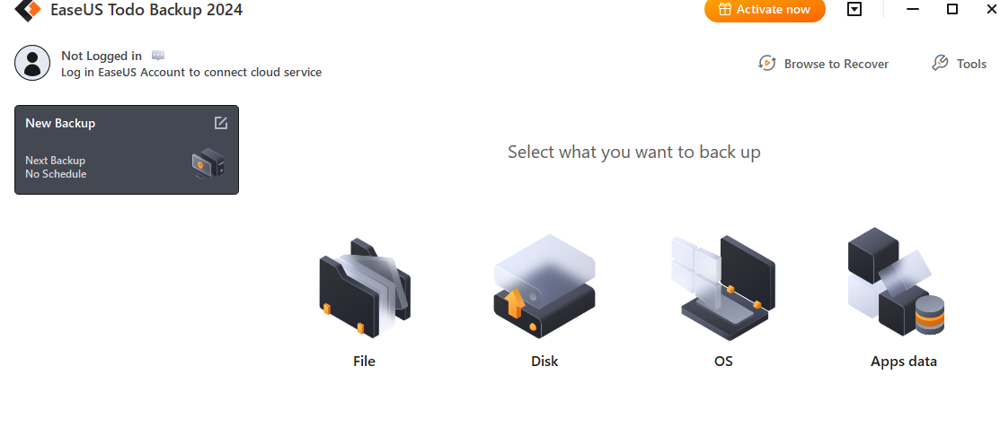 EaseUS Todo Backup 2024
Activate now
Not Logged in
Log in EaseUS Account to connect cloud service
Browse to Recover
Tools
New Backup
Next Backup
No Schedule
Select what you want to back up
File
Disk
OS
Apps data